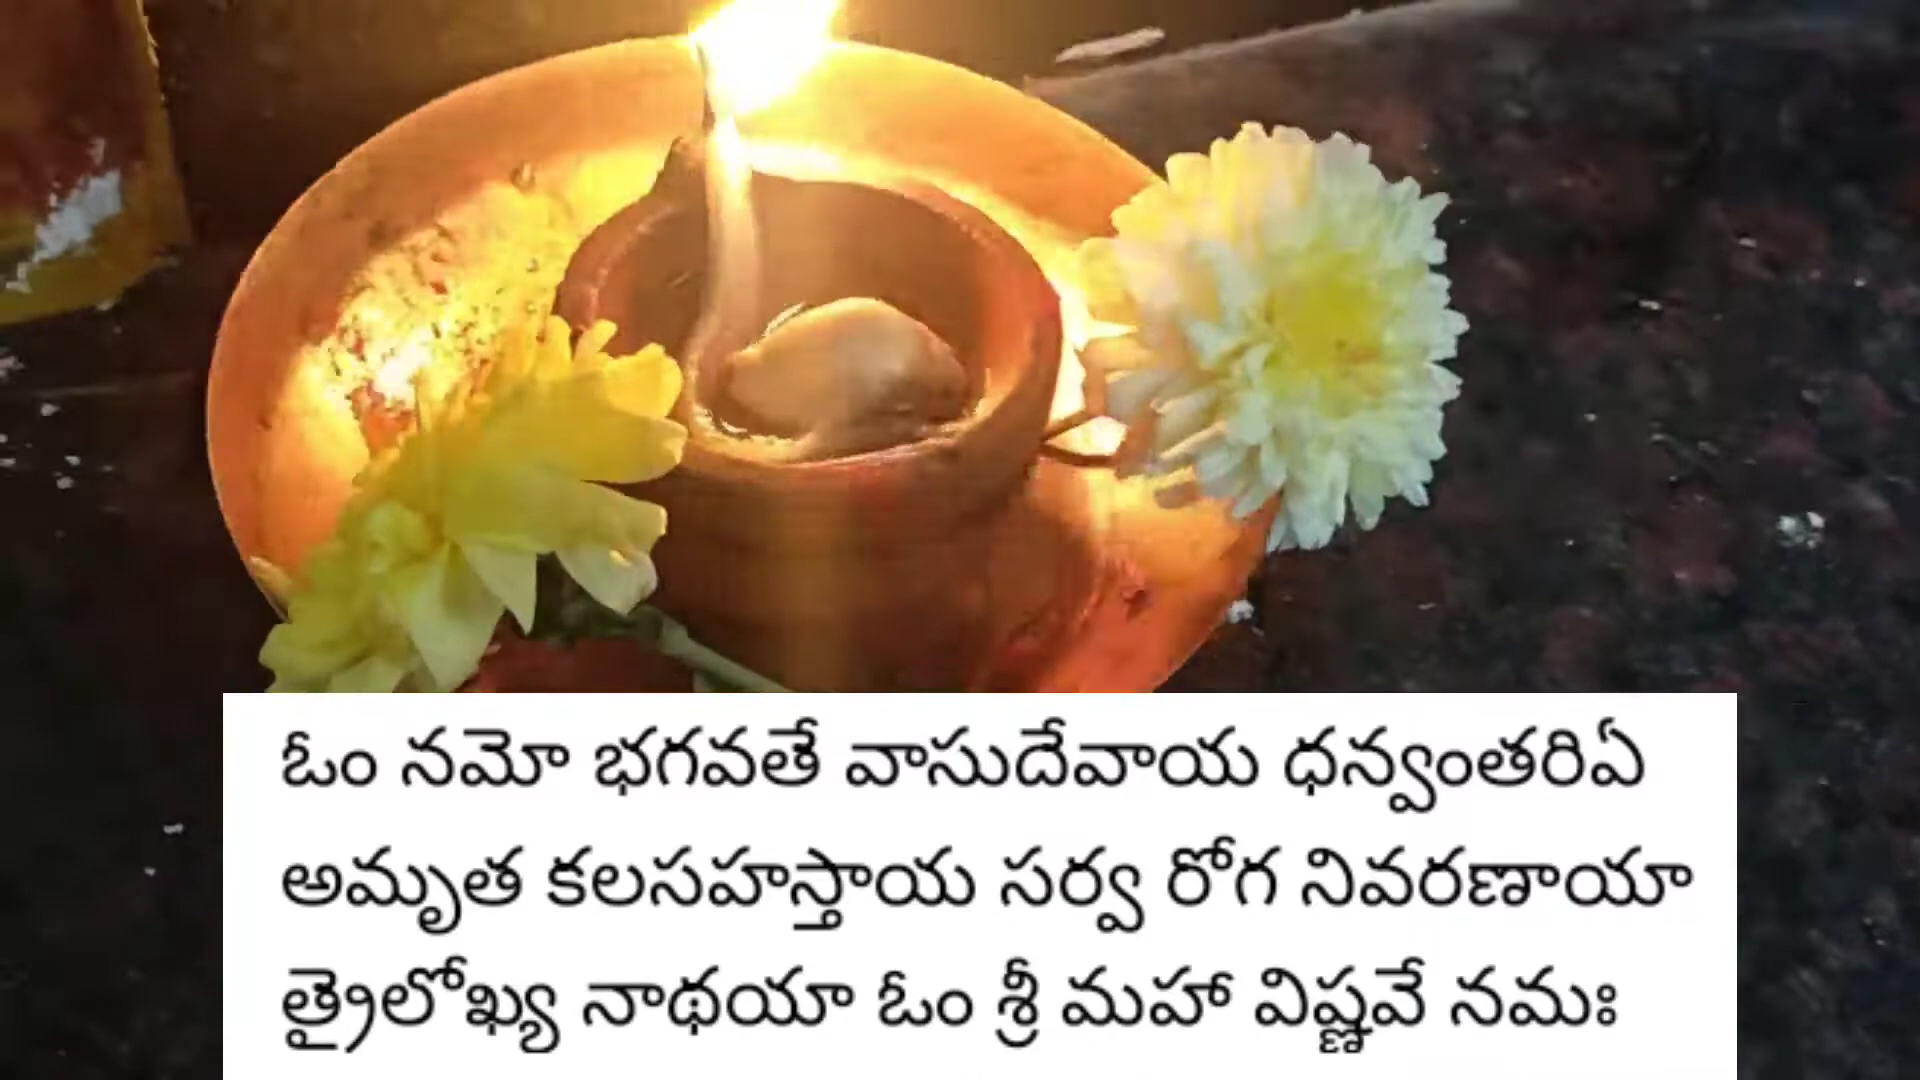 ఓం నమో భగవతే వాసుదేవాయ ధన్వంతరిఏ
అమృత కలసహస్తాయ సర్వ రోగ నివరణాయా
త్రైలోఖ్య నాథయా ఓం శ్రీ మహా విష్ణవే నమః